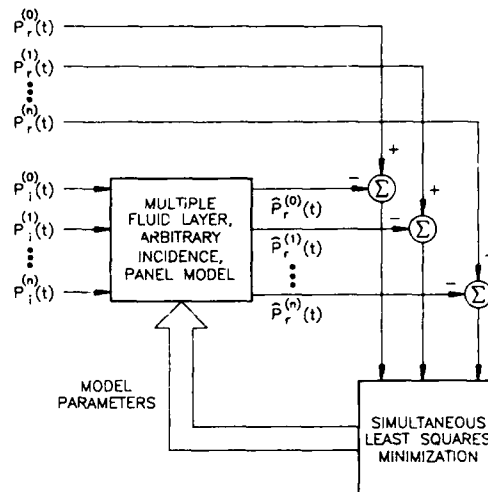 P_r^(0)(t)
P_r^(1)(t)
P_r^(n)(t)
+
P_i^(0)(t)
P_i^(1)(t)
P_i^(n)(t)
MULTIPLE
FLUID LAYER,
ARBITRARY
INCIDENCE,
PANEL MODEL
P̂_r^(0)(t)
P̂_r^(1)(t)
P̂_r^(n)(t)
− Σ
+
− Σ
− Σ
MODEL
PARAMETERS
SIMULTANEOUS
LEAST SQUARES
MINIMIZATION